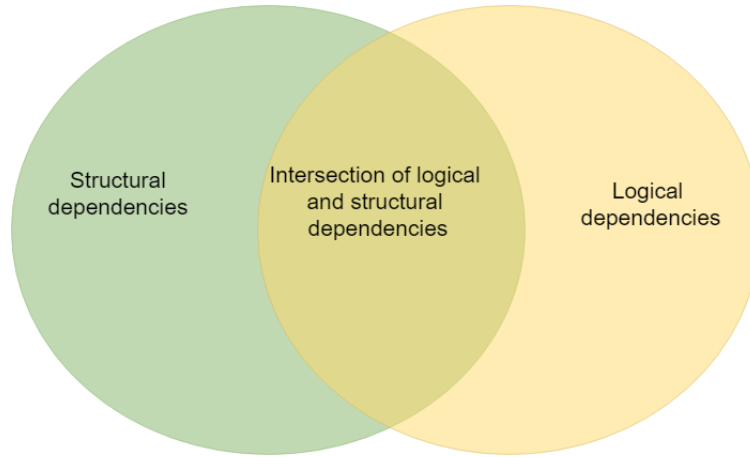 Structural
dependencies
Intersection of logical
and structural
dependencies
Logical
dependencies